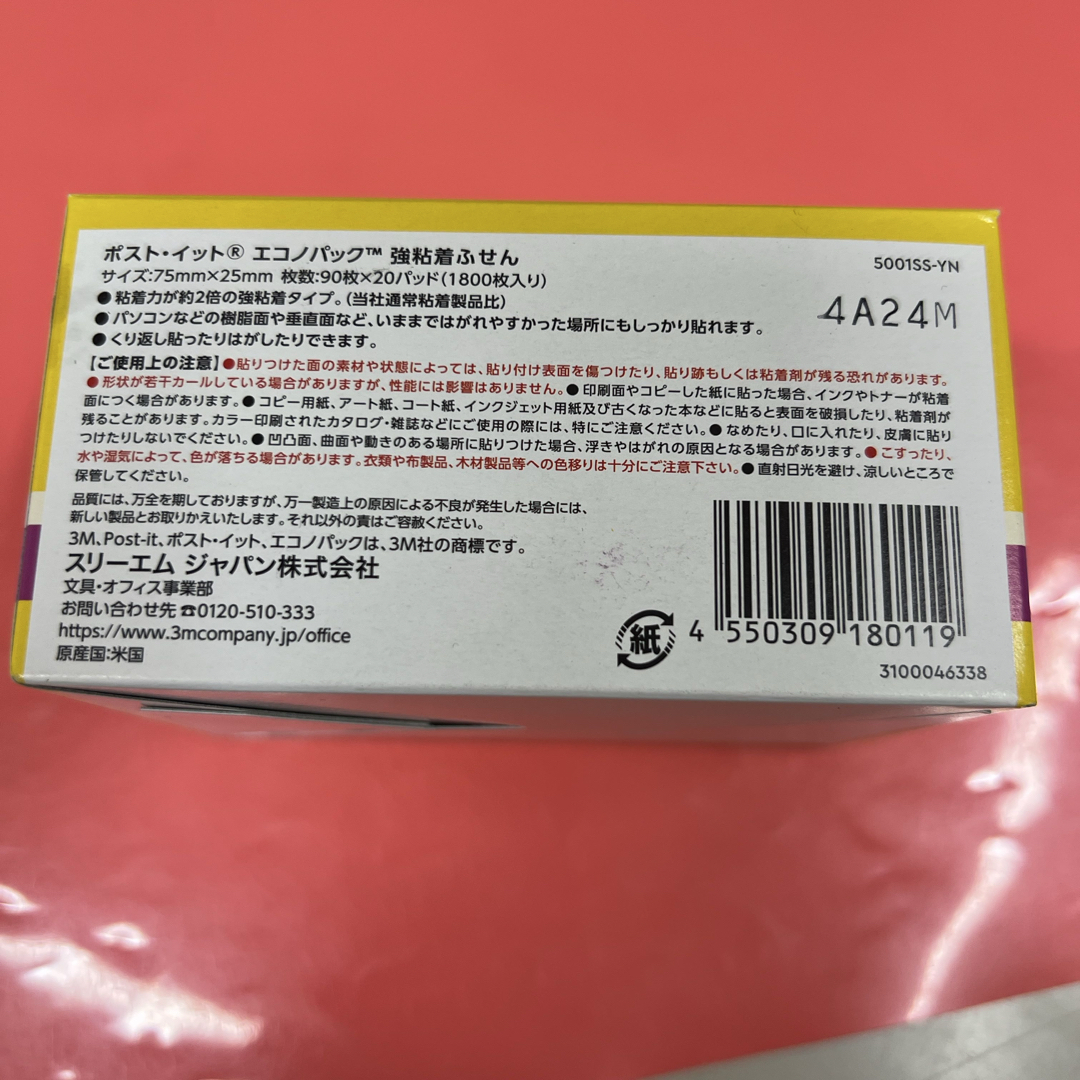 ポスト・イット® エコノパック™ 強粘着ふせん
5001SS-YN
サイズ:75mm×25mm 枚数:90枚×20パッド(1800枚入り)
4A24M
●粘着力が約2倍の強粘着タイプ。(当社通常粘着製品比)
●パソコンなどの樹脂面や垂直面など、いままではがれやすかった場所にもしっかり貼れます。
●くり返し貼ったりはがしたりできます。
【ご使用上の注意】●貼りつけた面の素材や状態によっては、貼り付け表面を傷つけたり、貼り跡もしくは粘着剤が残る恐れがあります。
●形状が若干カールしている場合がありますが、性能には影響はありません。●印刷面やコピーした紙に貼った場合、インクやトナーが粘着
面につく場合があります。●コピー用紙、アート紙、コート紙、インクジェット用紙及び古くなった本などに貼ると表面を破損したり、粘着剤が
残ることがあります。カラー印刷されたカタログ・雑誌などにご使用の際には、特にご注意ください。●なめたり、口に入れたり、皮膚に貼り
つけたりしないでください。●凹凸面、曲面や動きのある場所に貼りつけた場合、浮きやはがれの原因となる場合があります。●こすったり、
水や湿気によって、色が落ちる場合があります。衣類や布製品、木材製品等への色移りは十分にご注意下さい。●直射日光を避け、涼しいところで
保管してください。
品質には、万全を期しておりますが、万一製造上の原因による不良が発生した場合には、
新しい製品とお取りかえいたします。それ以外の責はご容赦ください。
3M、Post-it、ポスト・イット、エコノパックは、3M社の商標です。
スリーエム ジャパン株式会社
文具・オフィス事業部
お問い合わせ先☎0120-510-333
https://www.3mcompany.jp/office
原産国:米国
紙
4 550309 180119
3100046338